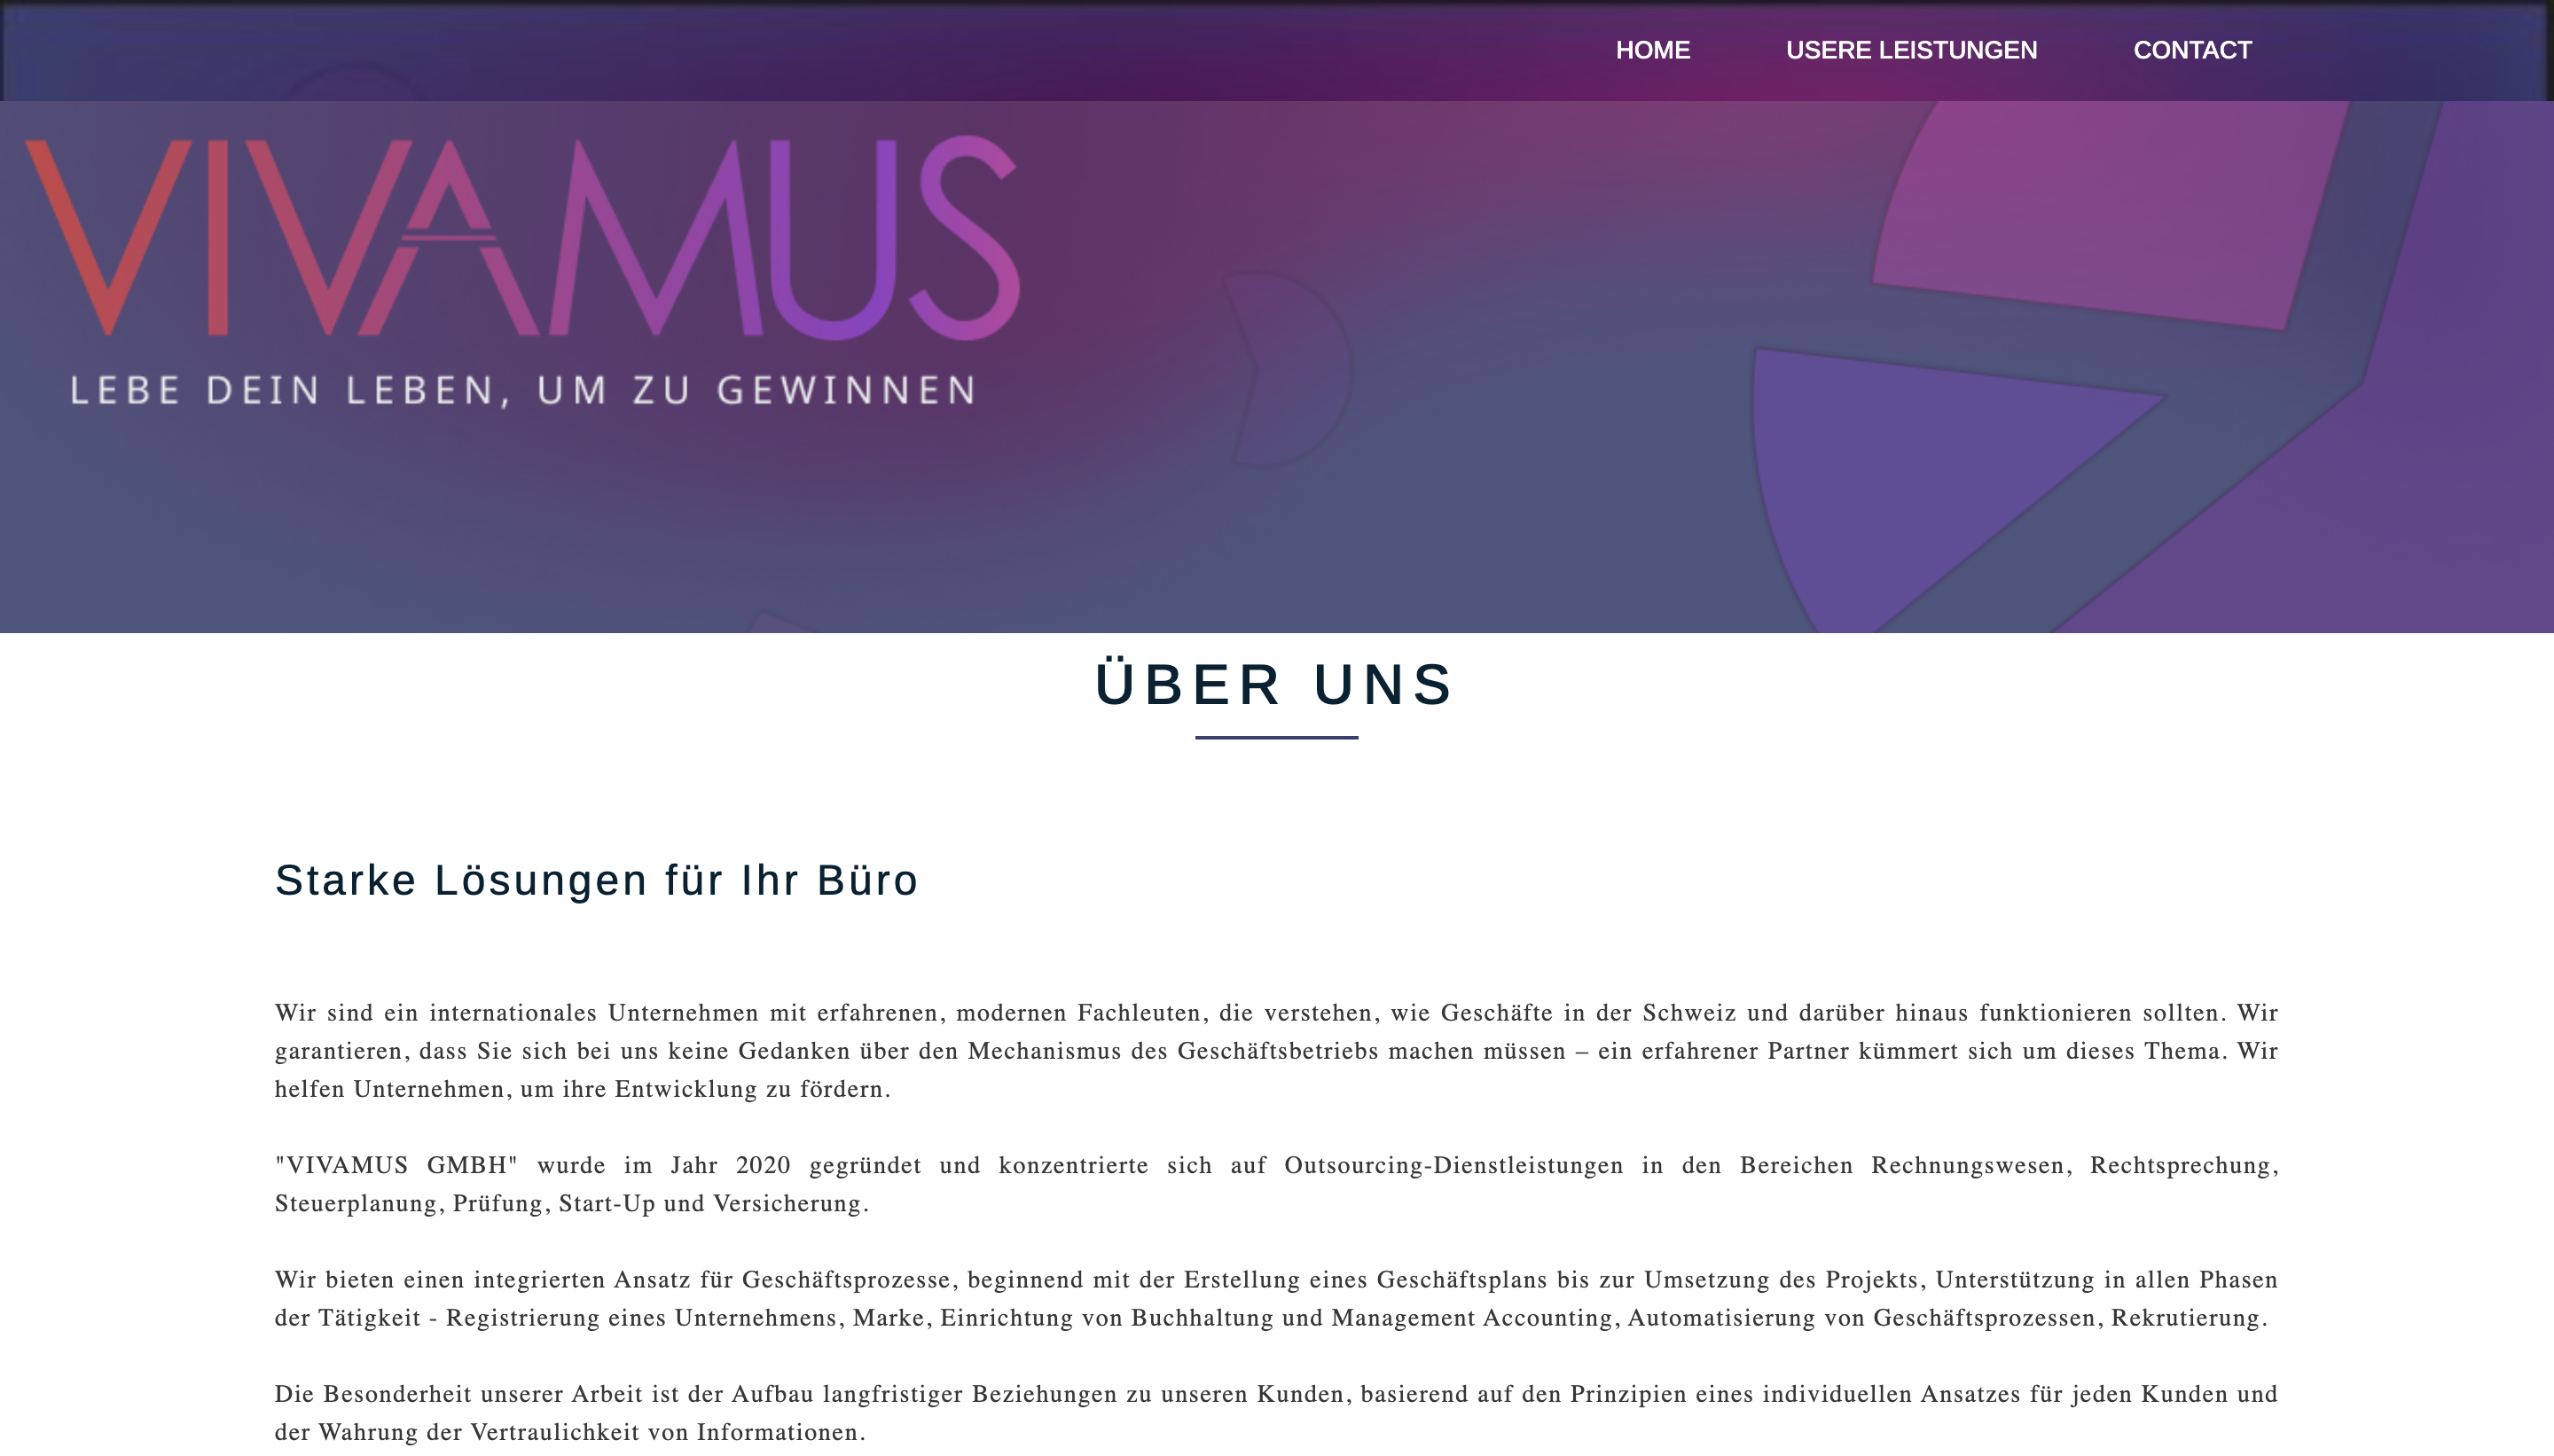 HOME USERE LEISTUNGEN CONTACT
VIVAMUS
LEBE DEIN LEBEN, UM ZU GEWINNEN
ÜBER UNS
Starke Lösungen für Ihr Büro
Wir sind ein internationales Unternehmen mit erfahrenen, modernen Fachleuten, die verstehen, wie Geschäfte in der Schweiz und darüber hinaus funktionieren sollten. Wir
garantieren, dass Sie sich bei uns keine Gedanken über den Mechanismus des Geschäftsbetriebs machen müssen – ein erfahrener Partner kümmert sich um dieses Thema. Wir
helfen Unternehmen, um ihre Entwicklung zu fördern.
"VIVAMUS GMBH" wurde im Jahr 2020 gegründet und konzentrierte sich auf Outsourcing-Dienstleistungen in den Bereichen Rechnungswesen, Rechtsprechung,
Steuerplanung, Prüfung, Start-Up und Versicherung.
Wir bieten einen integrierten Ansatz für Geschäftsprozesse, beginnend mit der Erstellung eines Geschäftsplans bis zur Umsetzung des Projekts, Unterstützung in allen Phasen
der Tätigkeit - Registrierung eines Unternehmens, Marke, Einrichtung von Buchhaltung und Management Accounting, Automatisierung von Geschäftsprozessen, Rekrutierung.
Die Besonderheit unserer Arbeit ist der Aufbau langfristiger Beziehungen zu unseren Kunden, basierend auf den Prinzipien eines individuellen Ansatzes für jeden Kunden und
der Wahrung der Vertraulichkeit von Informationen.